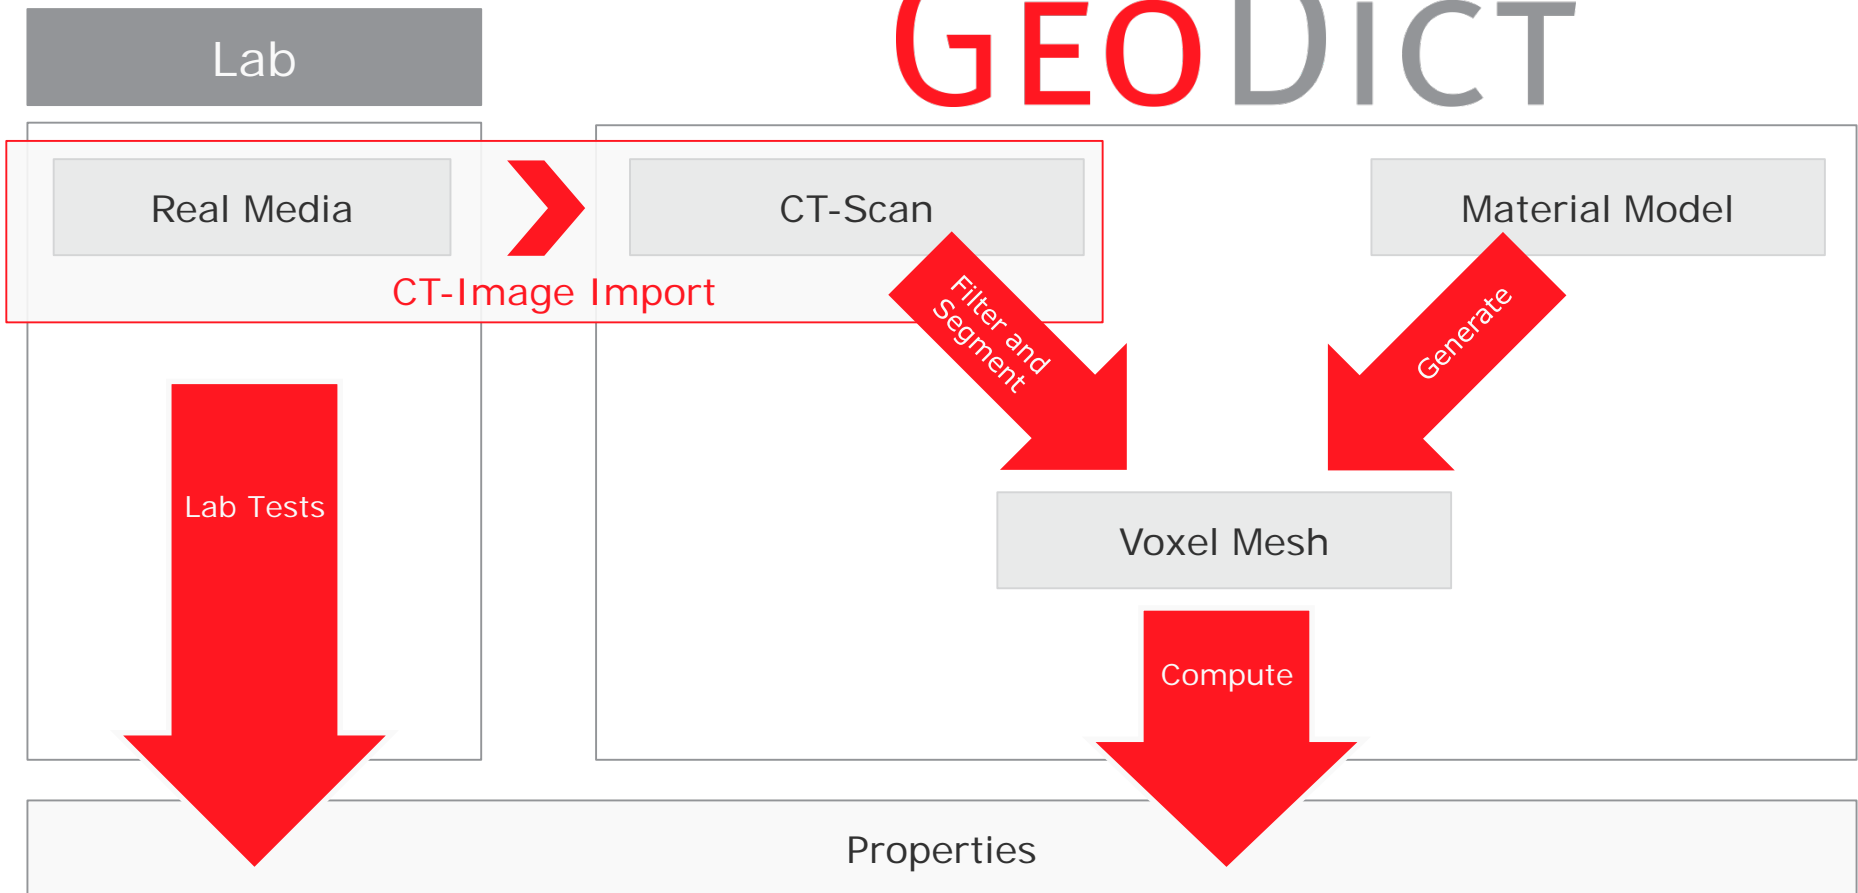 GEODICT
Lab
Real Media
CT-Scan
Material Model
CT-Image Import
Filter and
Segment
Generate
Lab Tests
Voxel Mesh
Compute
Properties